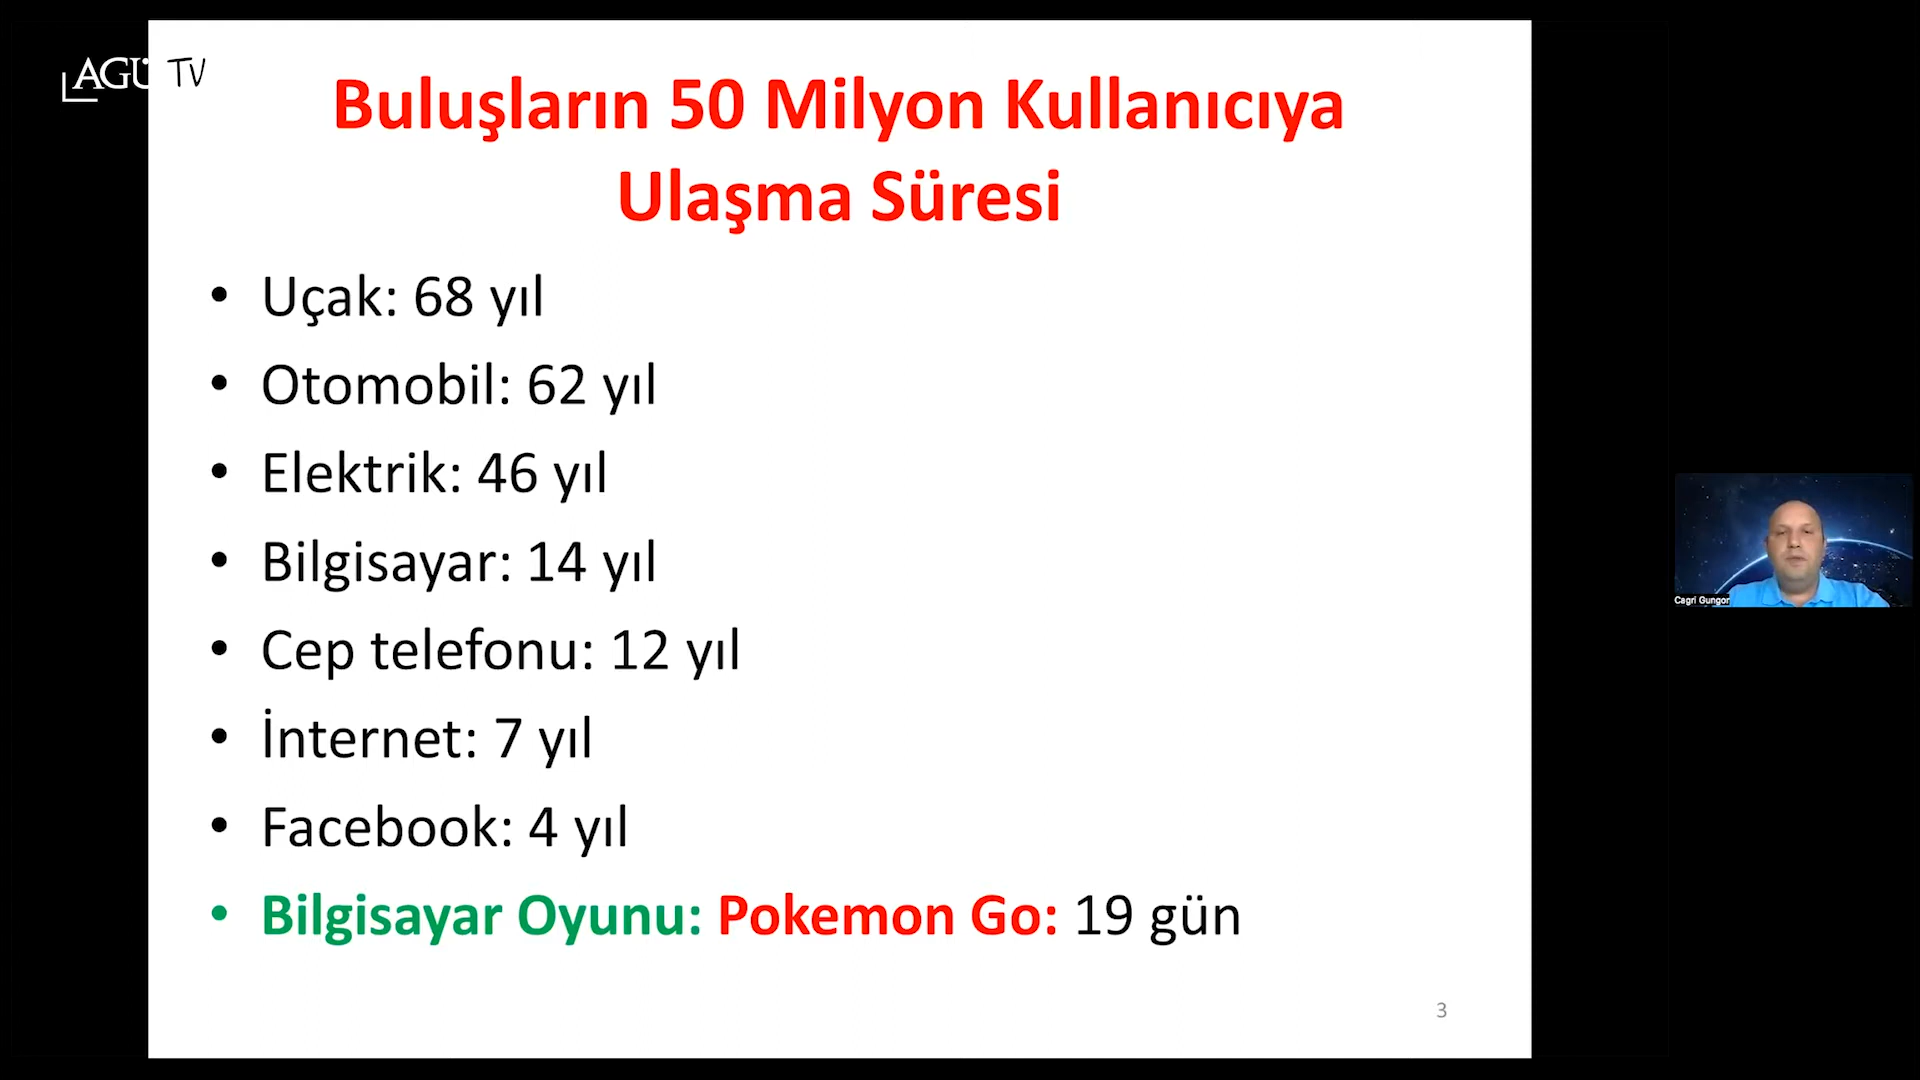 AGÜ TV
Buluşların 50 Milyon Kullanıcıya
Ulaşma Süresi
• Uçak: 68 yıl
• Otomobil: 62 yıl
• Elektrik: 46 yıl
• Bilgisayar: 14 yıl
• Cep telefonu: 12 yıl
• İnternet: 7 yıl
• Facebook: 4 yıl
• Bilgisayar Oyunu: Pokemon Go: 19 gün
3
Cagri Gungor